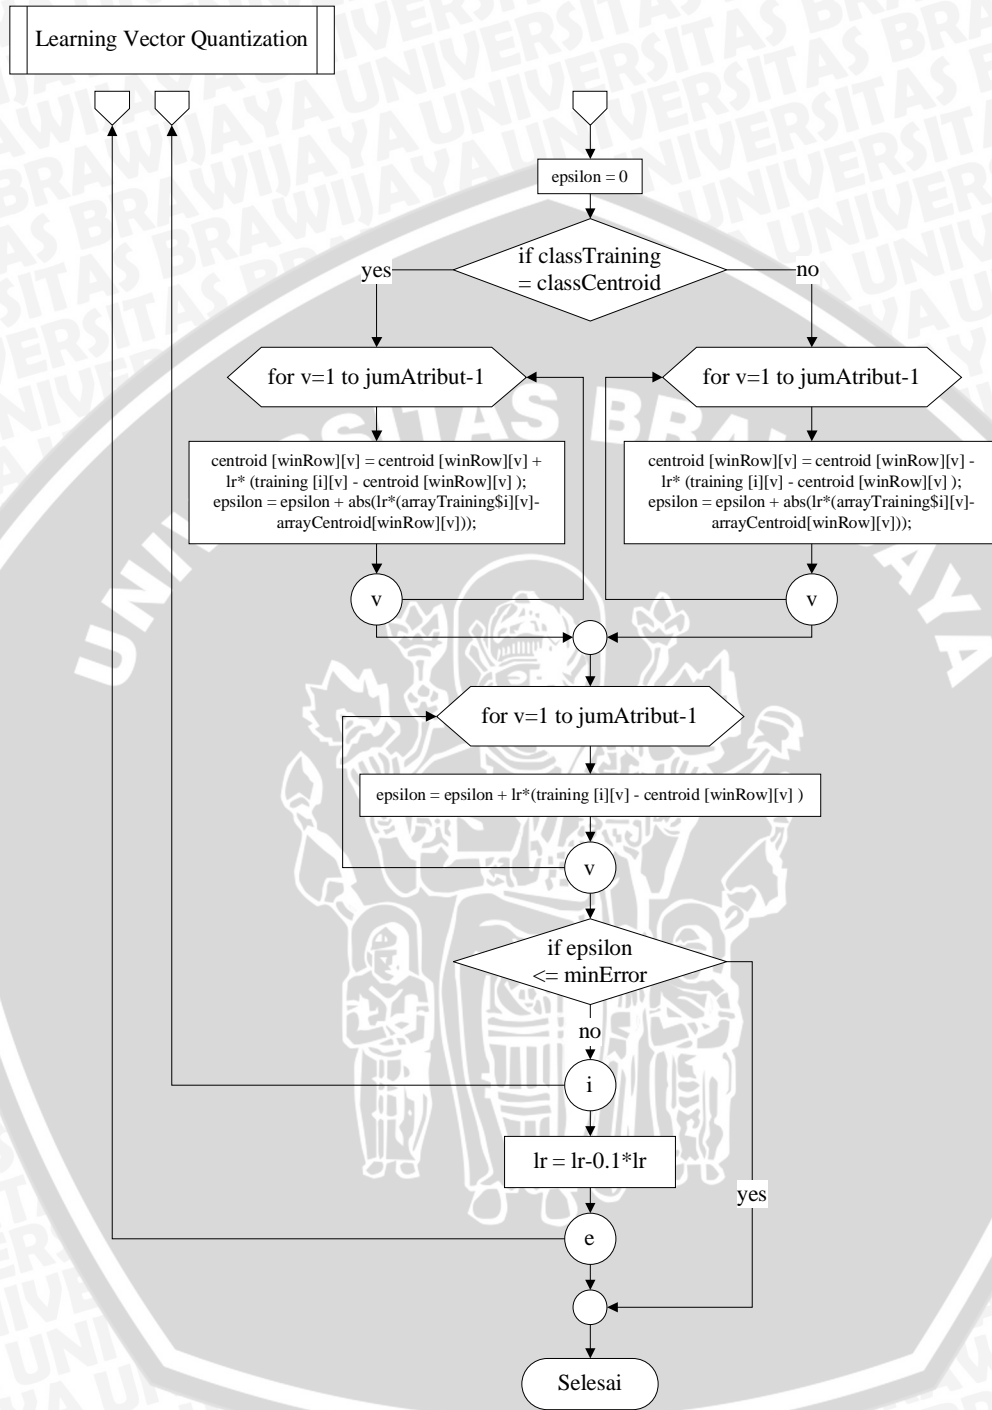 Learning Vector Quantization
epsilon = 0
if classTraining
= classCentroid
yes
no
for v=1 to jumAtribut-1
for v=1 to jumAtribut-1
centroid [winRow][v] = centroid [winRow][v] +
lr* (training [i][v] - centroid [winRow][v] );
epsilon = epsilon + abs(lr*(arrayTraining$i][v]-
arrayCentroid[winRow][v]));
centroid [winRow][v] = centroid [winRow][v] -
lr* (training [i][v] - centroid [winRow][v] );
epsilon = epsilon + abs(lr*(arrayTraining$i][v]-
arrayCentroid[winRow][v]));
v
v
for v=1 to jumAtribut-1
epsilon = epsilon + lr*(training [i][v] - centroid [winRow][v] )
v
if epsilon
<= minError
no
i
lr = lr-0.1*lr
yes
e
Selesai
UNIVERSITAS BRAWIJAYA